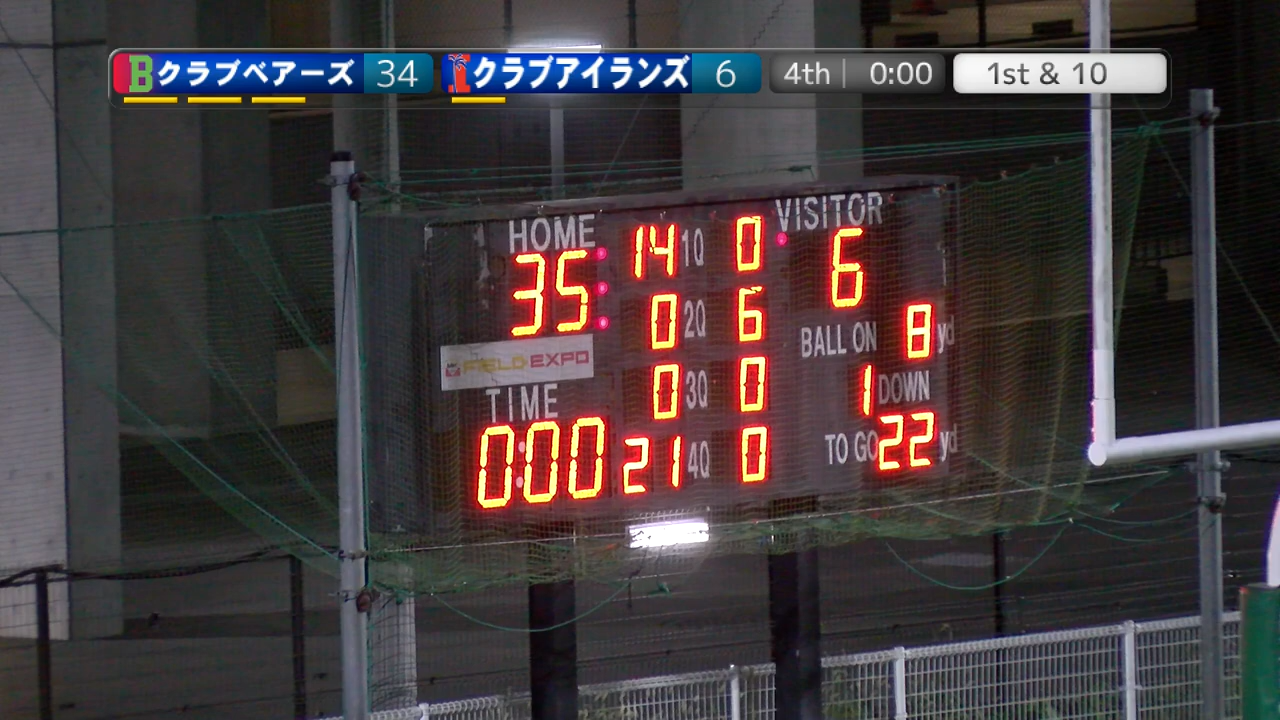 B クラブベアーズ 34 I クラブアイランズ 6 4th 0:00 1st & 10
HOME VISITOR
35 14 1Q 0 6
0 2Q 6 BALL ON 8 yd
FIELD-EXPO
0 3Q 0 1 DOWN
TIME
0:00 21 4Q 0 TO GO 22 yd